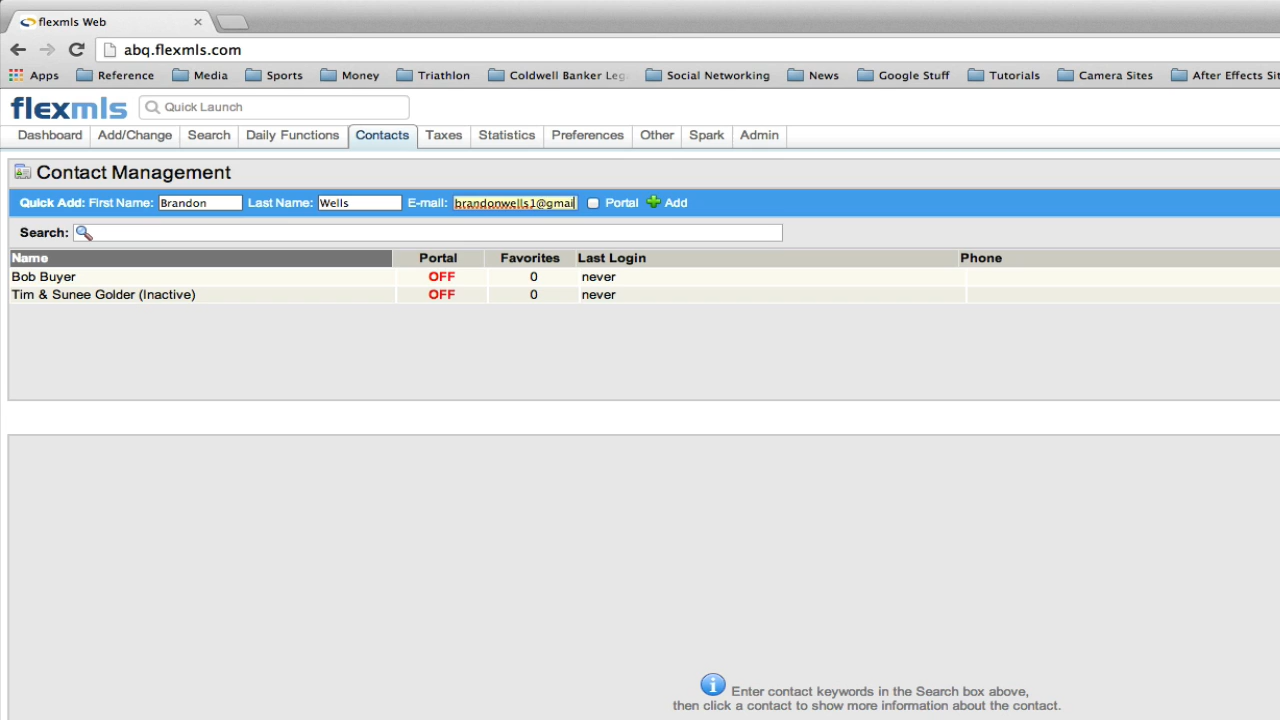 flexmls Web
abq.flexmls.com
Apps Reference Media Sports Money Triathlon Coldwell Banker Leg Social Networking News Google Stuff Tutorials Camera Sites After Effects Sit
flexmls Quick Launch
Dashboard Add/Change Search Daily Functions Contacts Taxes Statistics Preferences Other Spark Admin
Contact Management
Quick Add: First Name: Brandon Last Name: Wells E-mail: brandonwells1@gmai Portal Add
Search:
Name Portal Favorites Last Login Phone
Bob Buyer OFF 0 never
Tim & Sunee Golder (Inactive) OFF 0 never
Enter contact keywords in the Search box above,
then click a contact to show more information about the contact.